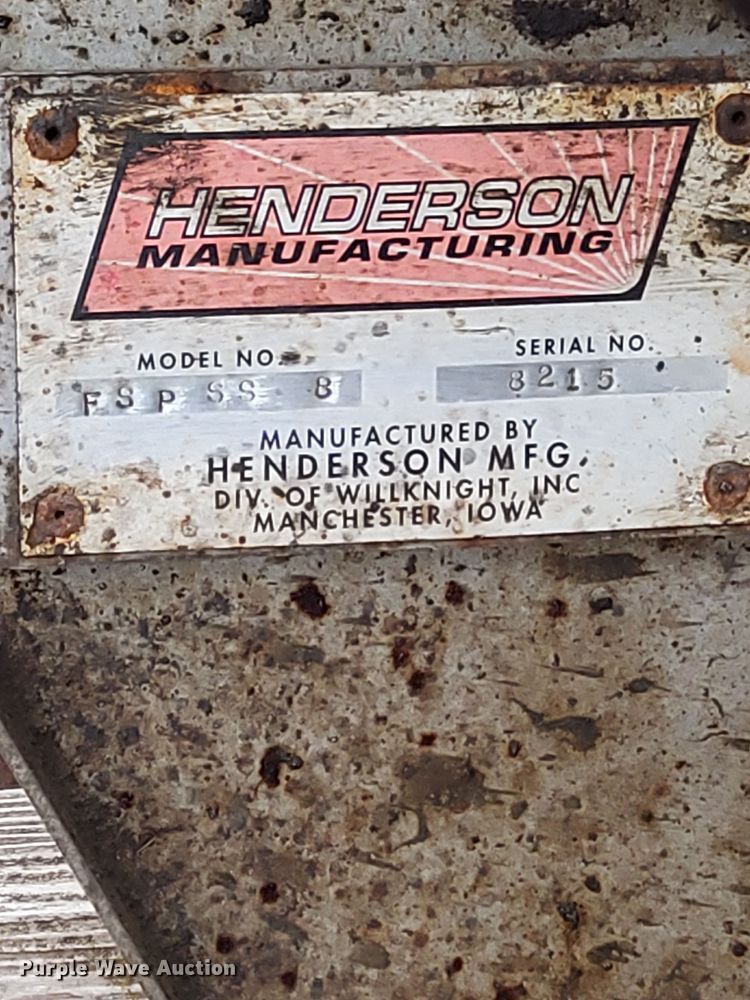 HENDERSON
MANUFACTURING
MODEL NO.
SERIAL NO.
FSP SS 8
8215
MANUFACTURED BY
HENDERSON MFG.
DIV. OF WILLKNIGHT, INC
MANCHESTER, IOWA
Purple Wave Auction